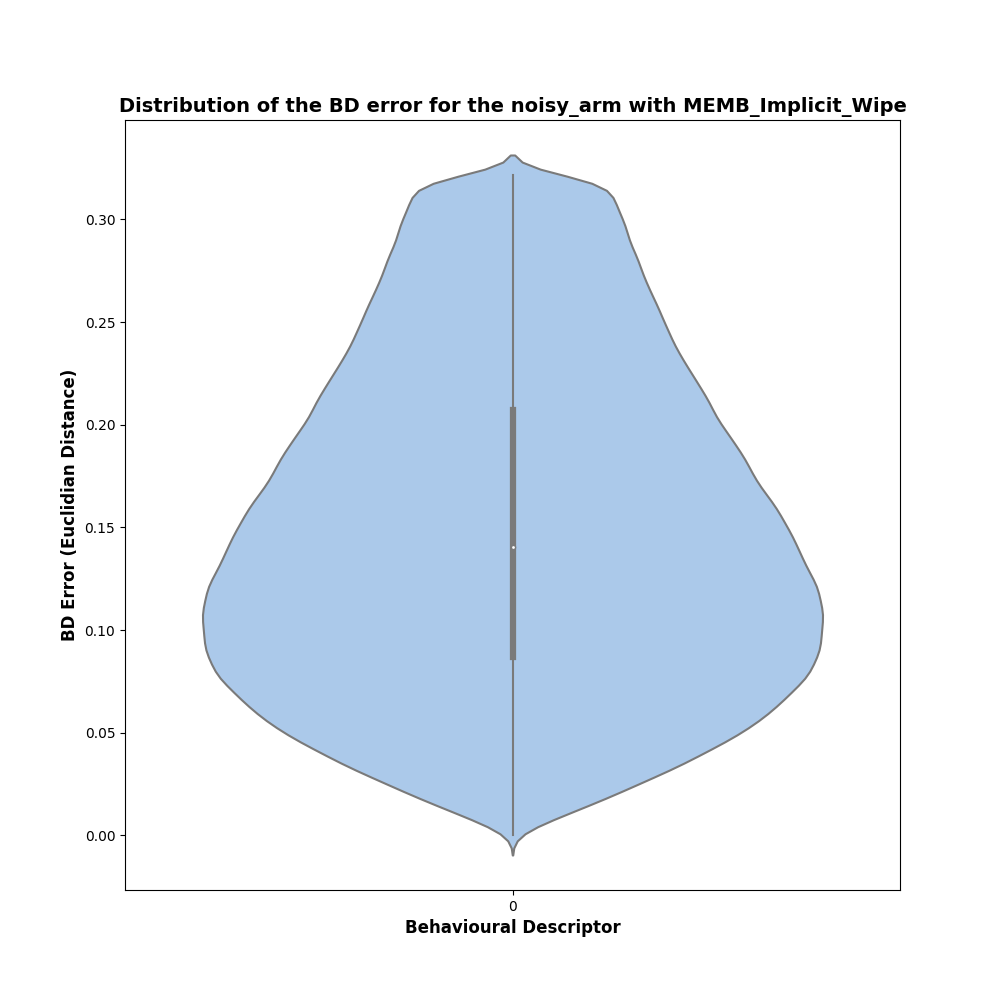 Distribution of the BD error for the noisy_arm with MEMB_Implicit_Wipe
0.30
0.25
0.20
0.15
0.10
0.05
0.00
BD Error (Euclidian Distance)
0
Behavioural Descriptor